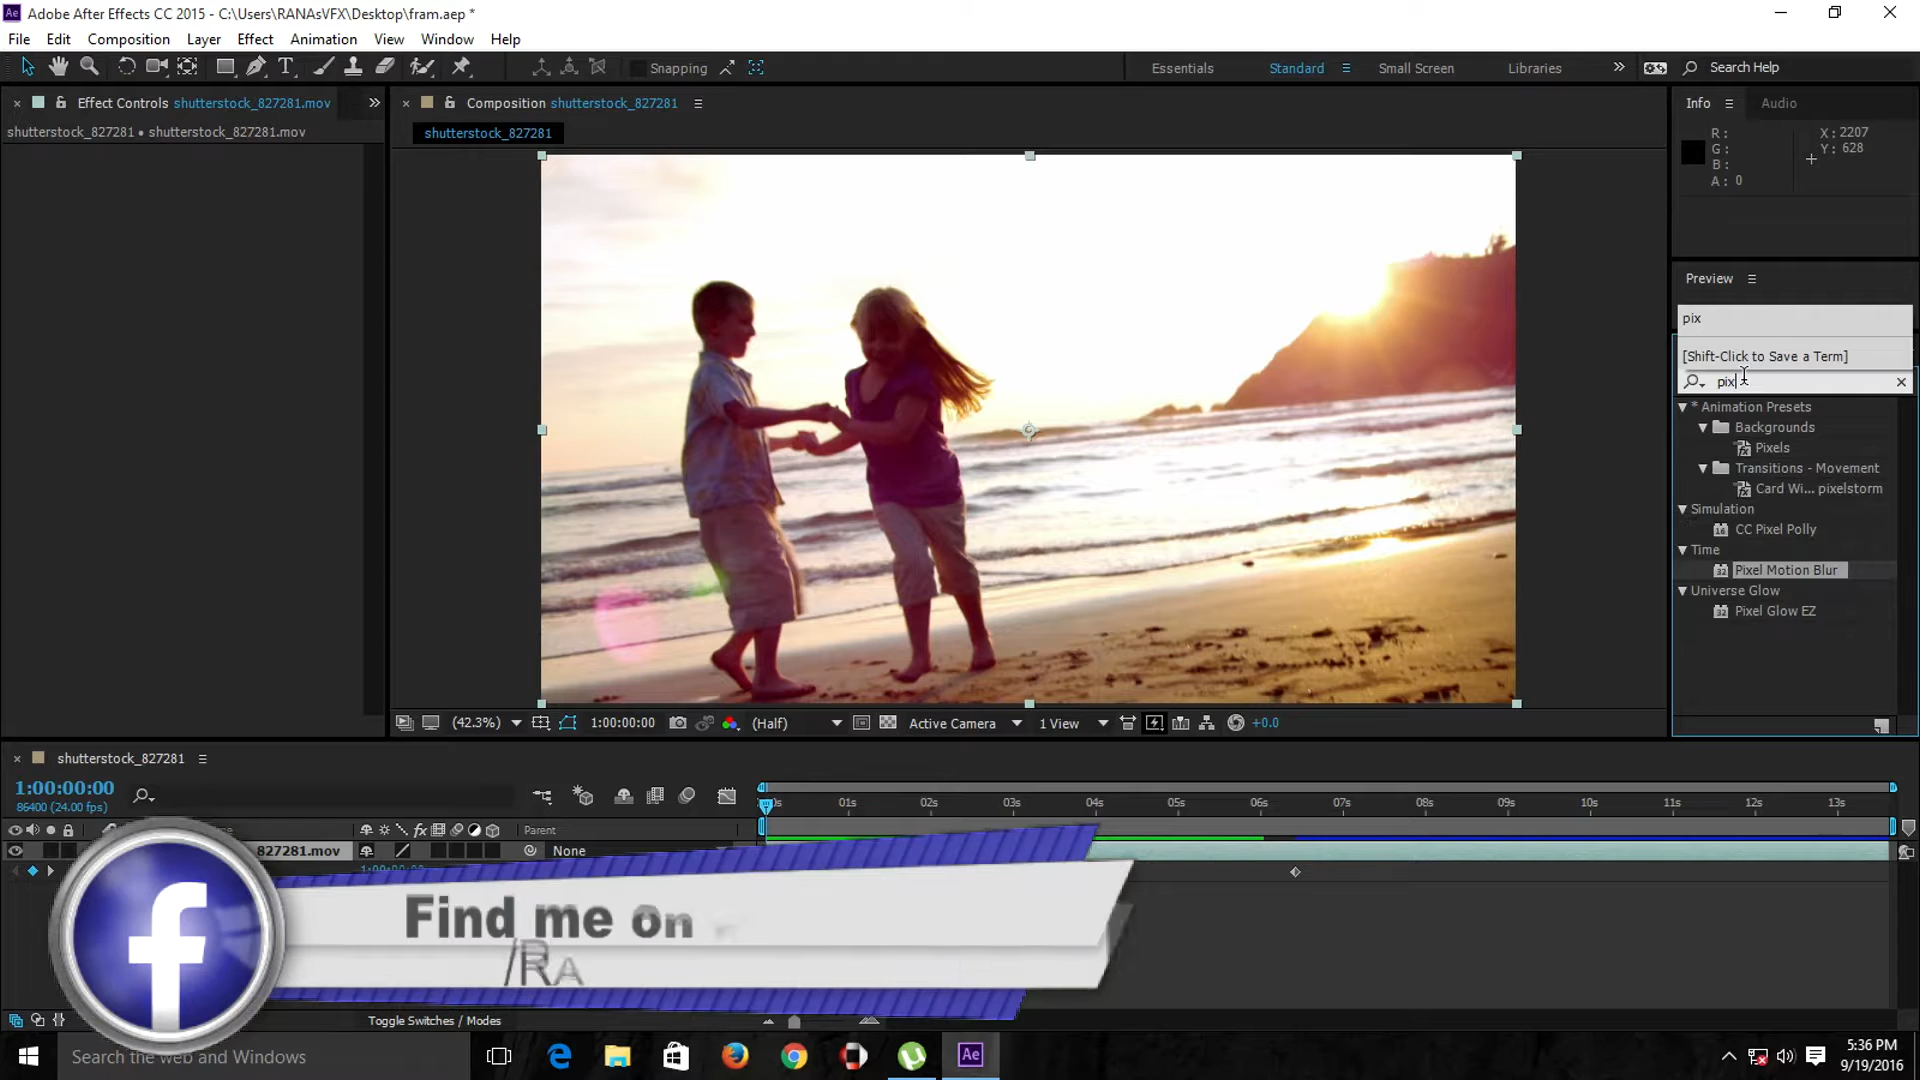 Adobe After Effects CC 2015 - C:\Users\RANAsVFX\Desktop\fram.aep *
File Edit Composition Layer Effect Animation View Window Help
Snapping
Essentials Standard Small Screen Libraries Search Help
Effect Controls shutterstock_827281.mov
shutterstock_827281 • shutterstock_827281.mov
Composition shutterstock_827281
shutterstock_827281
Info Audio
R:
G:
B:
A: 0
X: 2207
Y: 628
Preview
pix
[Shift-Click to Save a Term]
pix
* Animation Presets
Backgrounds
Pixels
Transitions - Movement
Card Wi... pixelstorm
Simulation
CC Pixel Polly
Time
Pixel Motion Blur
Universe Glow
Pixel Glow EZ
(42.3%) 1:00:00:00 (Half) Active Camera 1 View +0.0
shutterstock_827281
1:00:00:00
86400 (24.00 fps)
01s 02s 03s 04s 05s 06s 07s 08s 09s 10s 11s 12s 13s
Parent
827281.mov None
Find me on
/RA
Toggle Switches / Modes
Search the web and Windows
5:36 PM
9/19/2016